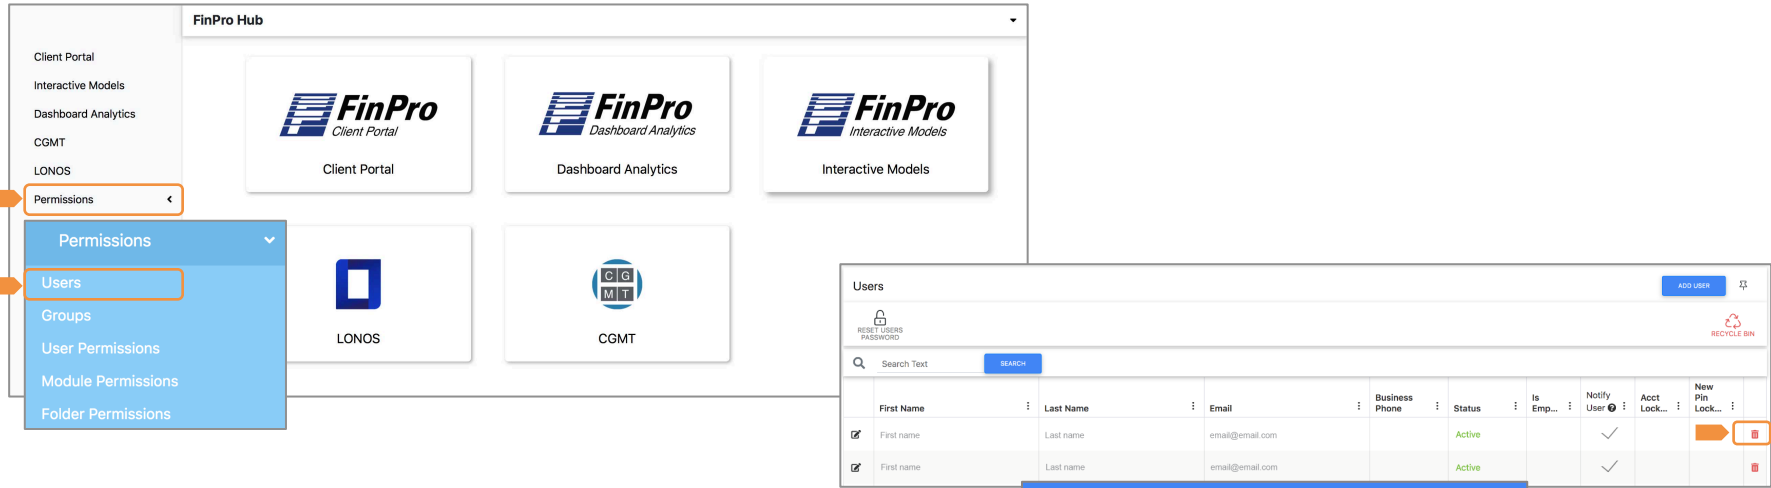 FinPro Hub
Client Portal
Interactive Models
Dashboard Analytics
CGMT
LONOS
Permissions
FinPro
Client Portal
Client Portal
FinPro
Dashboard Analytics
Dashboard Analytics
FinPro
Interactive Models
Interactive Models
Permissions
Users
Groups
User Permissions
Module Permissions
Folder Permissions
LONOS
C G
M T
CGMT
Users
ADD USER
RESET USERS
PASSWORD
RECYCLE BIN
Search Text
SEARCH
First Name Last Name Email Business Phone Status Is Emp... Notify User Acct Lock... New Pin Lock...
First name Last name email@email.com Active
First name Last name email@email.com Active